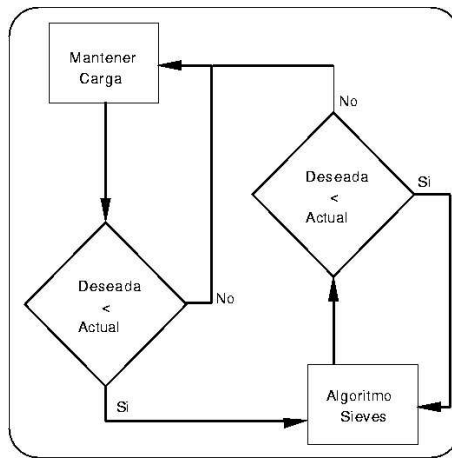 Mantener
Carga
No
Deseada
<
Actual
Si
Deseada
<
Actual
No
Si
Algoritmo
Sieves